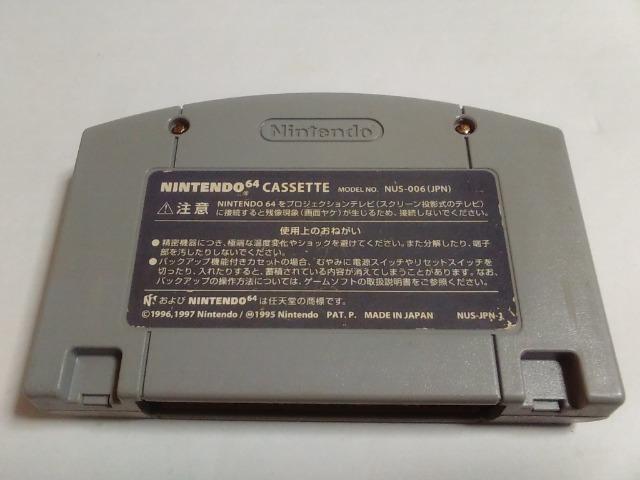 Nintendo
NINTENDO64 CASSETTE MODEL NO. NUS-006(JPN)
⚠注意 NINTENDO 64 をプロジェクションテレビ(スクリーン投影式のテレビ)
に接続すると残像現象(画面ヤケ)が生じるため、接続しないでください。
使用上のおねがい
●精密機器につき、極端な温度変化やショックを避けてください。また分解したり、端子
部を汚したりしないでください。
●バックアップ機能付きカセットの場合、むやみに電源スイッチやリセットスイッチを
切ったり、入れたりすると、蓄積されている内容が消えてしまうことがあります。なお、
バックアップの操作方法については、ゲームソフトの取扱説明書をご参照ください。
および NINTENDO64 は任天堂の商標です。
©1996,1997 Nintendo/Ⓜ1995 Nintendo PAT. P. MADE IN JAPAN NUS-JPN-3